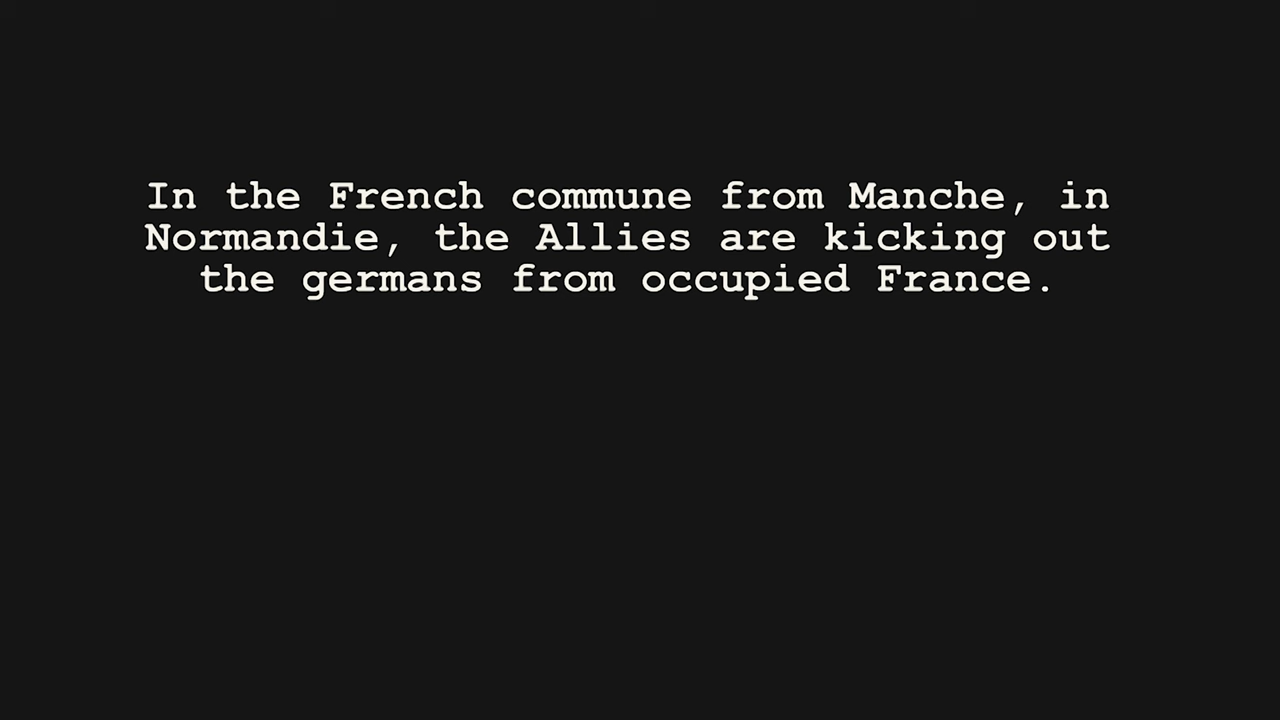 In the French commune from Manche, in
Normandie, the Allies are kicking out
the germans from occupied France.